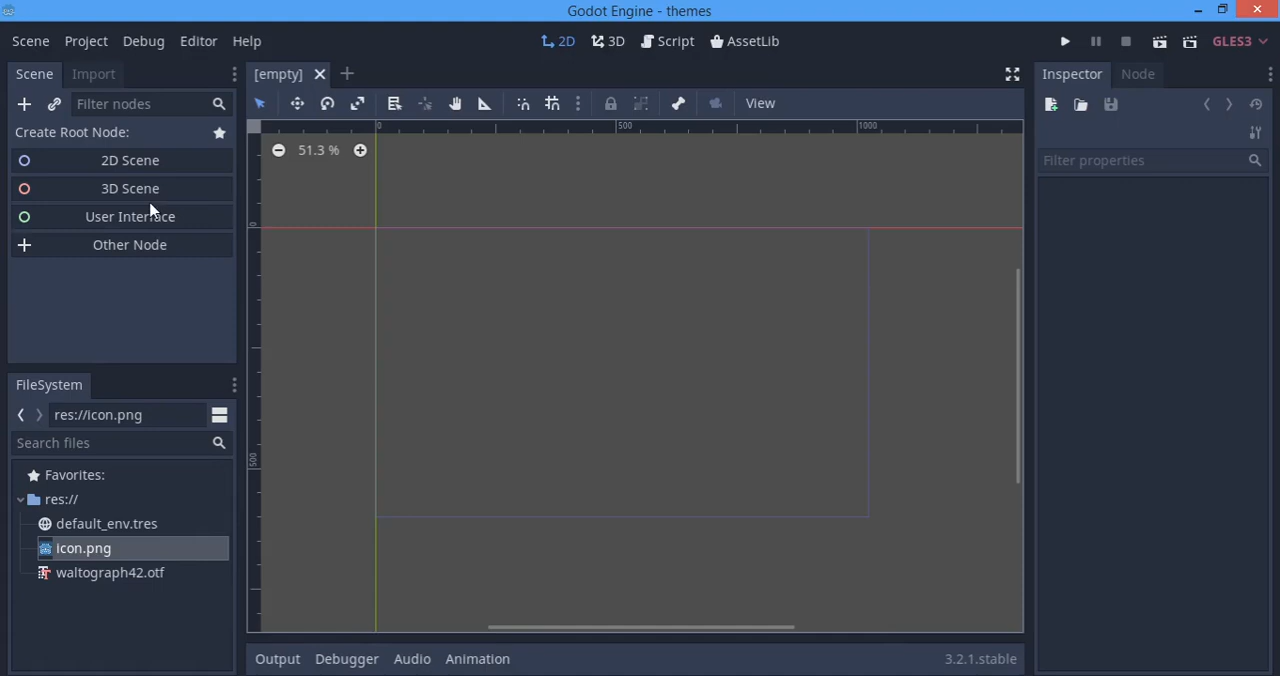 Godot Engine - themes
Scene Project Debug Editor Help 2D 3D Script AssetLib GLES3
Scene Import [empty] Inspector Node
Filter nodes View
Create Root Node:
2D Scene
3D Scene
User Interface
Other Node
0 500 1000
51.3 %
0
500
Filter properties
FileSystem
res://icon.png
Search files
Favorites:
res://
default_env.tres
icon.png
waltograph42.otf
Output Debugger Audio Animation 3.2.1.stable